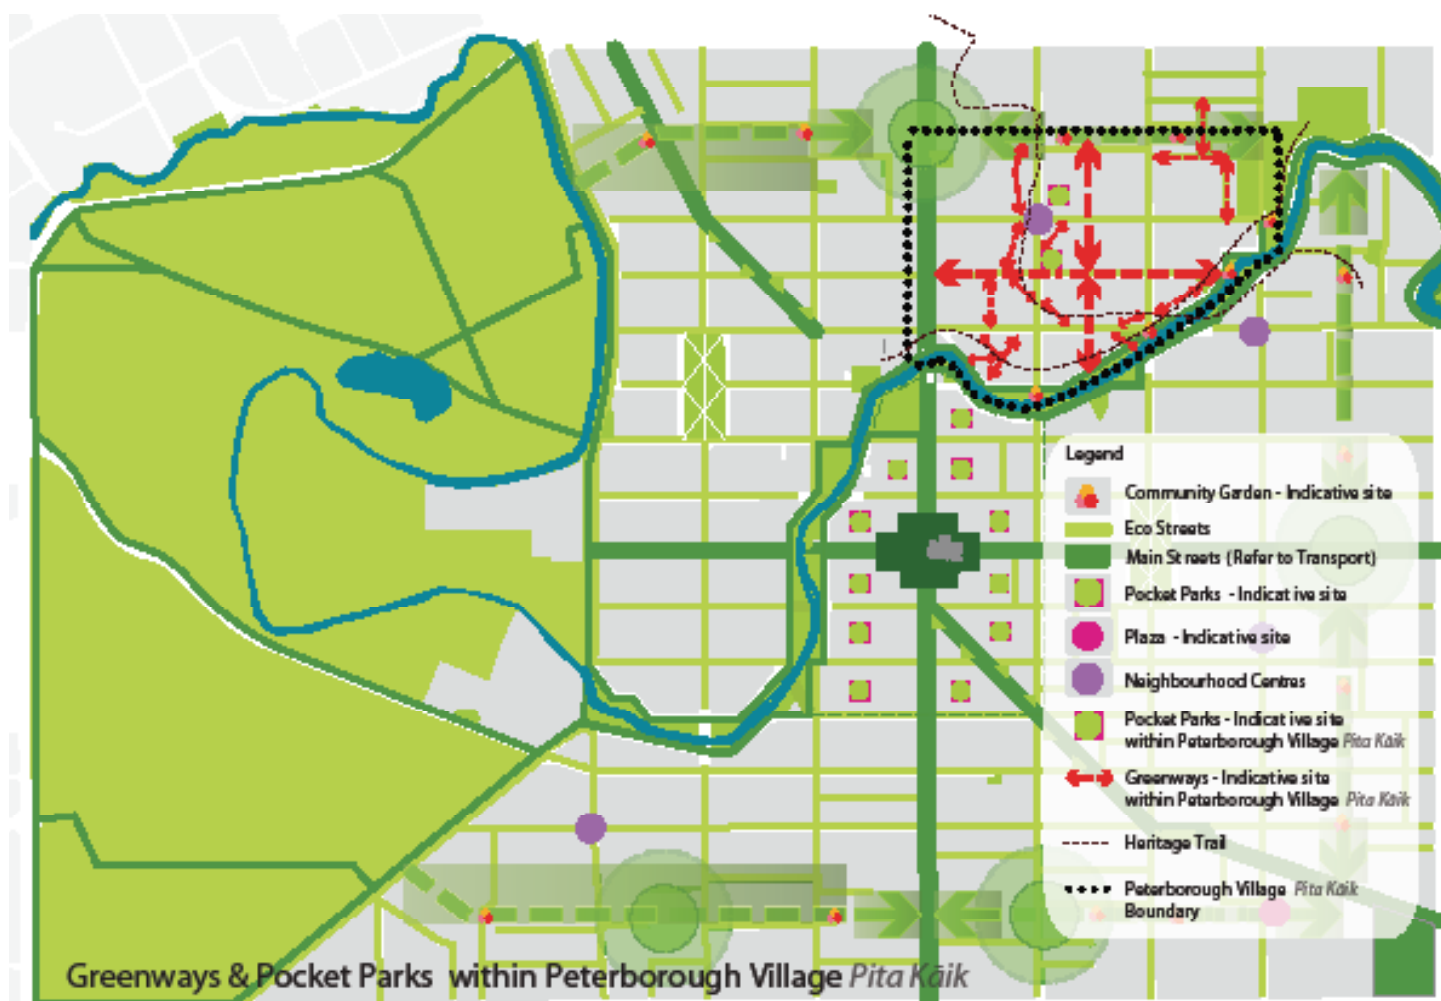 Legend
Community Garden - Indicative site
Eco Streets
Main Streets (Refer to Transport)
Pocket Parks - Indicative site
Plaza - Indicative site
Neighbourhood Centres
Pocket Parks - Indicative site
within Peterborough Village Pita Kāik
Greenways - Indicative site
within Peterborough Village Pita Kāik
Heritage Trail
Peterborough Village Pita Kāik
Boundary
Greenways & Pocket Parks within Peterborough Village Pita Kāik